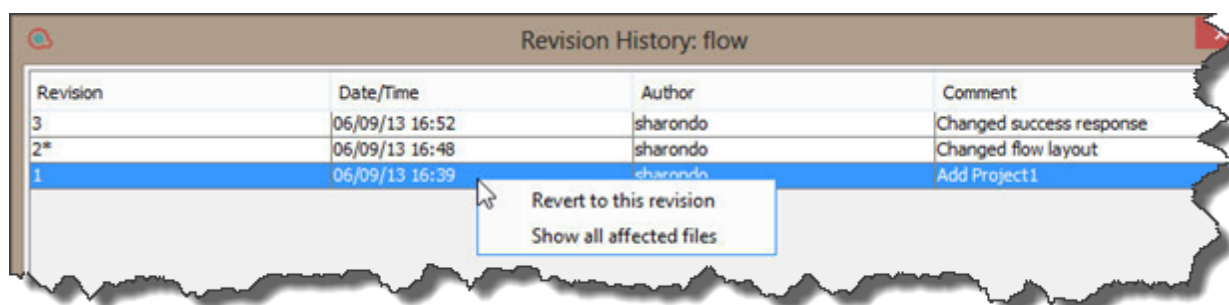 Revision History: flow
Revision Date/Time Author Comment
3 06/09/13 16:52 sharondo Changed success response
2* 06/09/13 16:48 sharondo Changed flow layout
1 06/09/13 16:39 sharondo Add Project1
Revert to this revision
Show all affected files